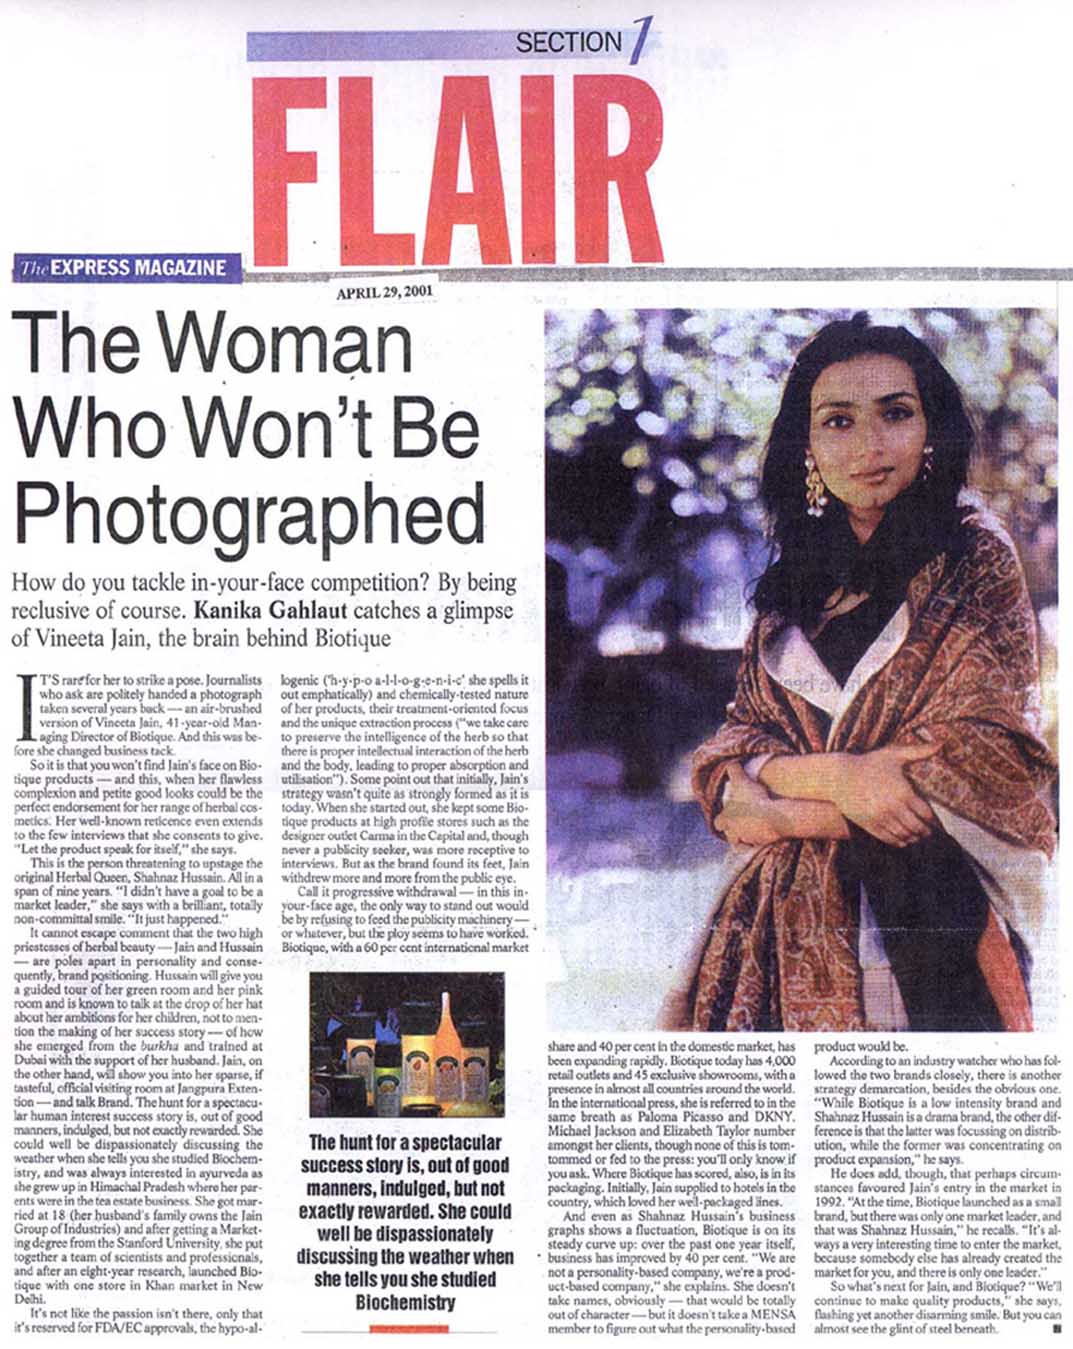 SECTION 1
FLAIR
The EXPRESS MAGAZINE
APRIL 29, 2001
The Woman
Who Won't Be
Photographed
How do you tackle in-your-face competition? By being
reclusive of course. Kanika Gahlaut catches a glimpse
of Vineeta Jain, the brain behind Biotique
IT'S rare for her to strike a pose. Journalists
who ask are politely handed a photograph
taken several years back — an air-brushed
version of Vineeta Jain, 41-year-old Man-
aging Director of Biotique. And this was be-
fore she changed business tack.
So it is that you won't find Jain's face on Bio-
tique products — and this, when her flawless
complexion and petite good looks could be the
perfect endorsement for her range of herbal cos-
metics. Her well-known reticence even extends
to the few interviews that she consents to give.
"Let the product speak for itself," she says.
This is the person threatening to upstage the
original Herbal Queen, Shahnaz Hussain. All in a
span of nine years. "I didn't have a goal to be a
market leader," she says with a brilliant, totally
non-committal smile. "It just happened."
It cannot escape comment that the two high
priestesses of herbal beauty — Jain and Hussain
— are poles apart in personality and conse-
quently, brand positioning. Hussain will give you
a guided tour of her green room and her pink
room and is known to talk at the drop of her hat
about her ambitions for her children, not to men-
tion the making of her success story — of how
she emerged from the burkha and trained at
Dubai with the support of her husband. Jain, on
the other hand, will show you into her sparse, if
tasteful, official visiting room at Jangpura Exten-
tion — and talk Brand. The hunt for a spectacu-
lar human interest success story is, out of good
manners, indulged, but not exactly rewarded. She
could well be dispassionately discussing the
weather when she tells you she studied Biochem-
istry, and was always interested in ayurveda as
she grew up in Himachal Pradesh where her par-
ents were in the tea estate business. She got mar-
ried at 18 (her husband's family owns the Jain
Group of Industries) and after getting a Market-
ing degree from the Stanford University, she put
together a team of scientists and professionals,
and after an eight-year research, launched Bio-
tique with one store in Khan market in New
Delhi.
It's not like the passion isn't there, only that
it's reserved for FDA/EC approvals, the hypo-al-
logenic ('h-y-p-o-a-l-l-o-g-e-n-i-c' she spells it
out emphatically) and chemically-tested nature
of her products, their treatment-oriented focus
and the unique extraction process ("we take care
to preserve the intelligence of the herb so that
there is proper intellectual interaction of the herb
and the body, leading to proper absorption and
utilisation"). Some point out that initially, Jain's
strategy wasn't quite as strongly formed as it is
today. When she started out, she kept some Bio-
tique products at high profile stores such as the
designer outlet Carma in the Capital and, though
never a publicity seeker, was more receptive to
interviews. But as the brand found its feet, Jain
withdrew more and more from the public eye.
Call it progressive withdrawal — in this in-
your-face age, the only way to stand out would
be by refusing to feed the publicity machinery —
or whatever, but the ploy seems to have worked.
Biotique, with a 60 per cent international market
The hunt for a spectacular
success story is, out of good
manners, indulged, but not
exactly rewarded. She could
well be dispassionately
discussing the weather when
she tells you she studied
Biochemistry
share and 40 per cent in the domestic market, has
been expanding rapidly. Biotique today has 4,000
retail outlets and 45 exclusive showrooms, with a
presence in almost all countries around the world.
In the international press, she is referred to in the
same breath as Paloma Picasso and DKNY.
Michael Jackson and Elizabeth Taylor number
amongst her clients, though none of this is tom-
tommed or fed to the press: you'll only know if
you ask. Where Biotique has scored, also, is in its
packaging. Initially, Jain supplied to hotels in the
country, which loved her well-packaged lines.
And even as Shahnaz Hussain's business
graphs shows a fluctuation, Biotique is on its
steady curve up: over the past one year itself,
business has improved by 40 per cent. "We are
not a personality-based company, we're a prod-
uct-based company," she explains. She doesn't
take names, obviously — that would be totally
out of character — but it doesn't take a MENSA
member to figure out what the personality-based
product would be.
According to an industry watcher who has fol-
lowed the two brands closely, there is another
strategy demarcation, besides the obvious one.
"While Biotique is a low intensity brand and
Shahnaz Hussain is a drama brand, the other dif-
ference is that the latter was focussing on distrib-
ution, while the former was concentrating on
product expansion," he says.
He does add, though, that perhaps circum-
stances favoured Jain's entry in the market in
1992. "At the time, Biotique launched as a small
brand, but there was only one market leader, and
that was Shahnaz Hussain," he recalls. "It's al-
ways a very interesting time to enter the market,
because somebody else has already created the
market for you, and there is only one leader."
So what's next for Jain, and Biotique? "We'll
continue to make quality products," she says,
flashing yet another disarming smile. But you can
almost see the glint of steel beneath.